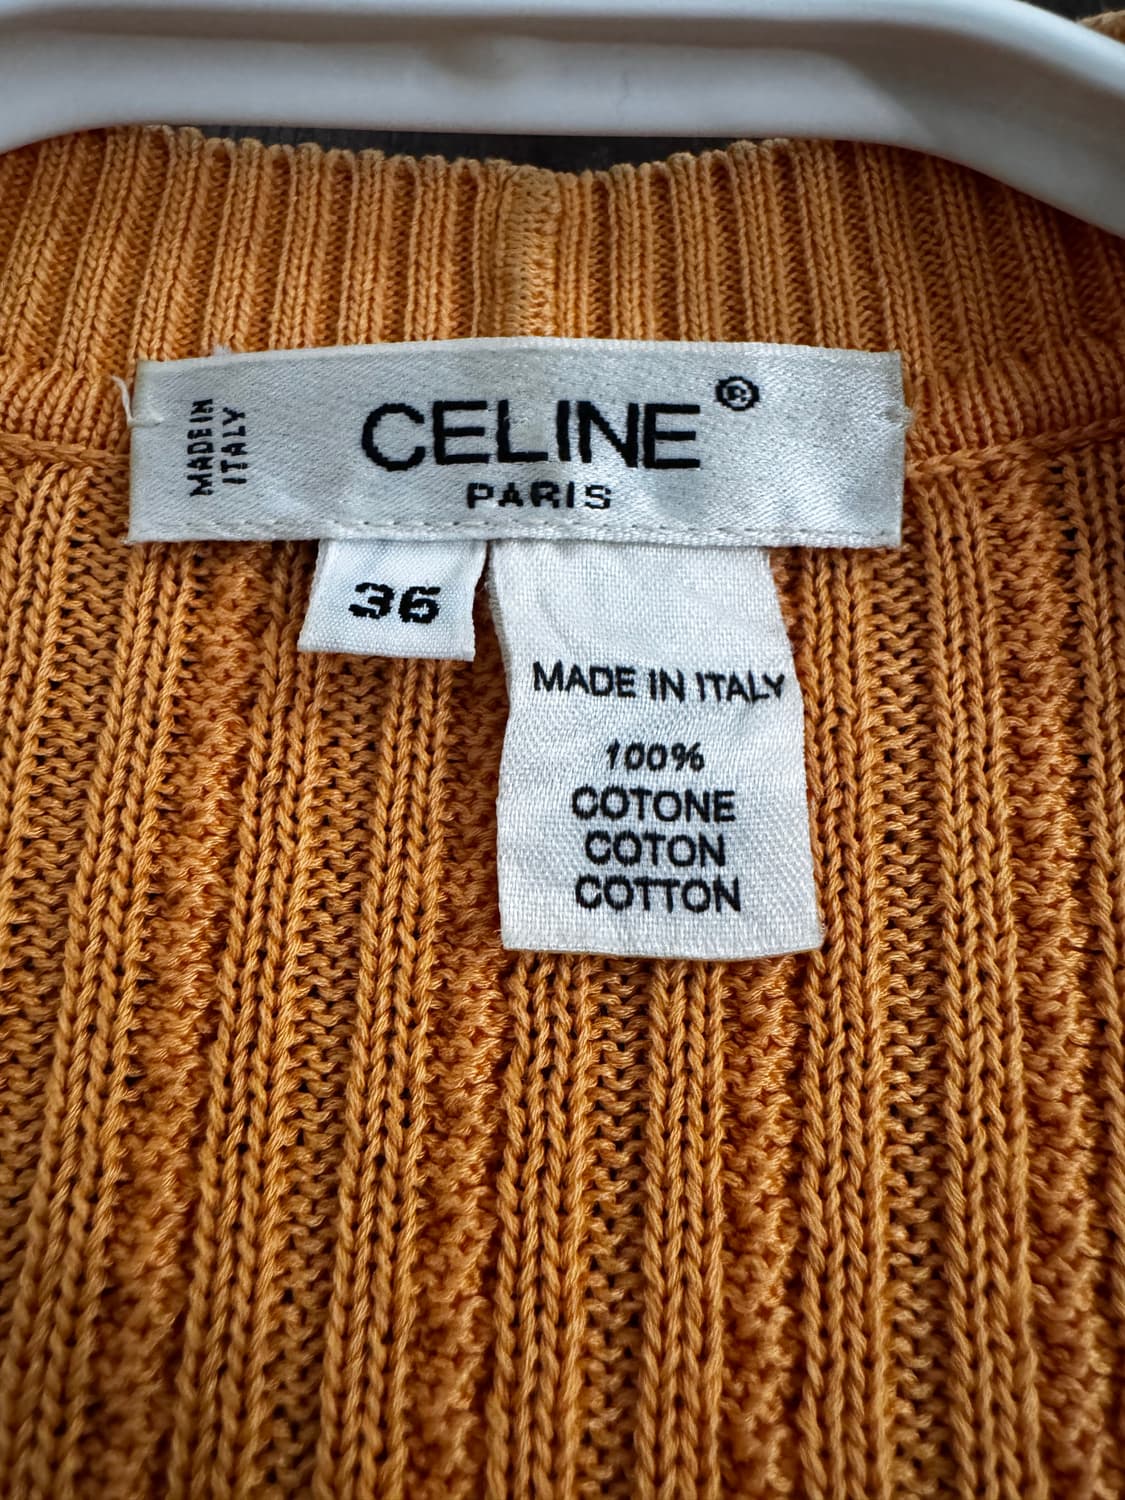 MADE IN
ITALY
CELINE®
PARIS
36
MADE IN ITALY
100%
COTONE
COTON
COTTON